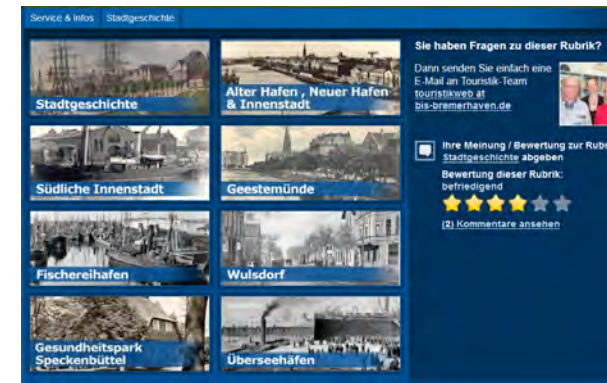 Service & Infos Stadtgeschichte
Stadtgeschichte
Alter Hafen , Neuer Hafen
& Innenstadt
Südliche Innenstadt
Geestemünde
Fischereihafen
Wulsdorf
Gesundheitspark
Speckenbüttel
Überseehäfen
Sie haben Fragen zu dieser Rubrik?
Dann senden Sie einfach eine
E-Mail an Touristik-Team
touristikweb at
bis-bremerhaven.de
Ihre Meinung / Bewertung zur Rubr
Stadtgeschichte abgeben
Bewertung dieser Rubrik:
befriedigend
(2) Kommentare ansehen